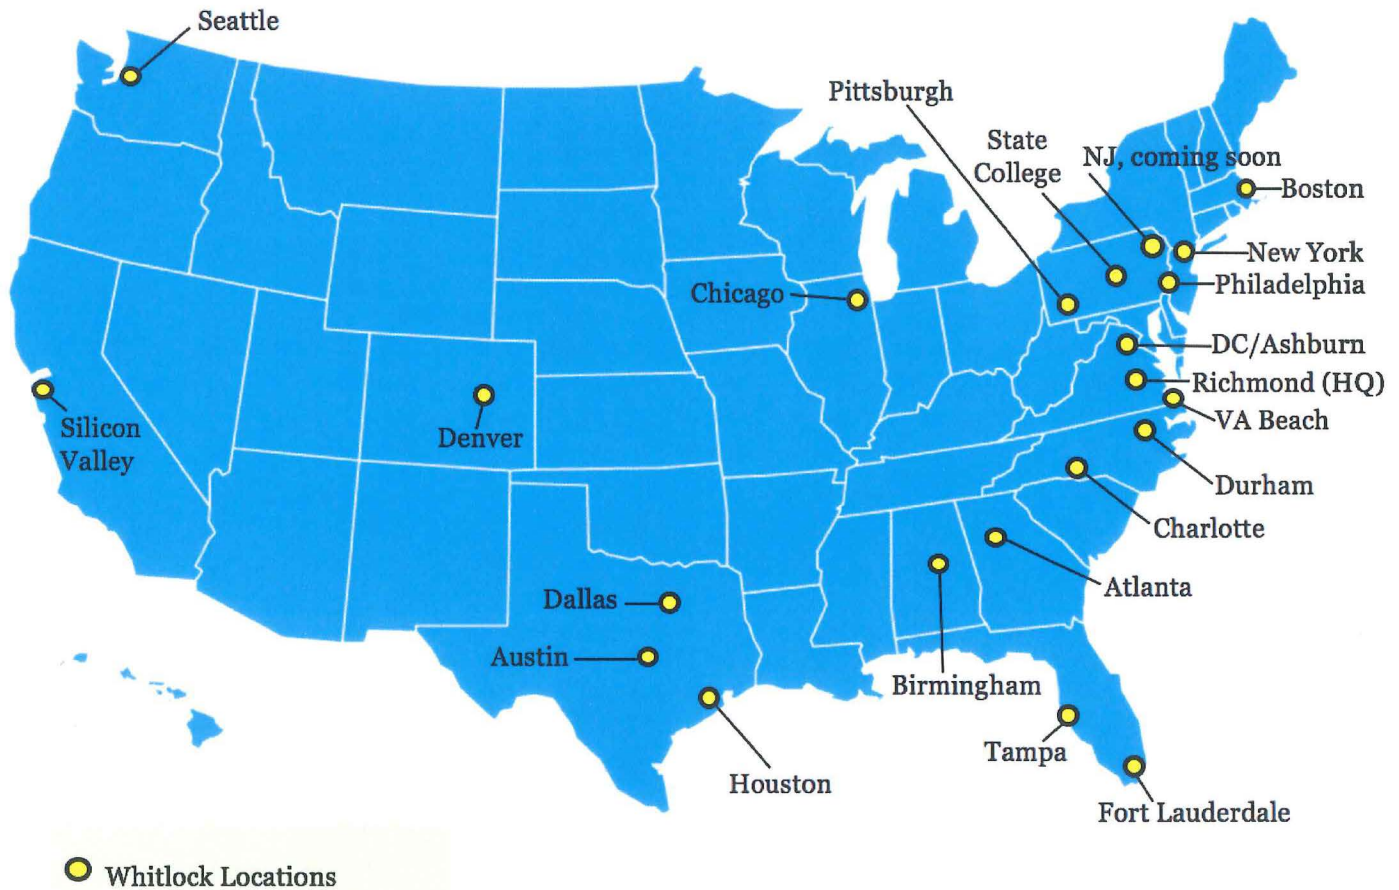 Seattle
Pittsburgh
State
College
NJ, coming soon
Boston
New York
Philadelphia
Chicago
DC/Ashburn
Richmond (HQ)
VA Beach
Silicon
Valley
Denver
Durham
Charlotte
Atlanta
Dallas
Austin
Birmingham
Tampa
Houston
Fort Lauderdale
Whitlock Locations